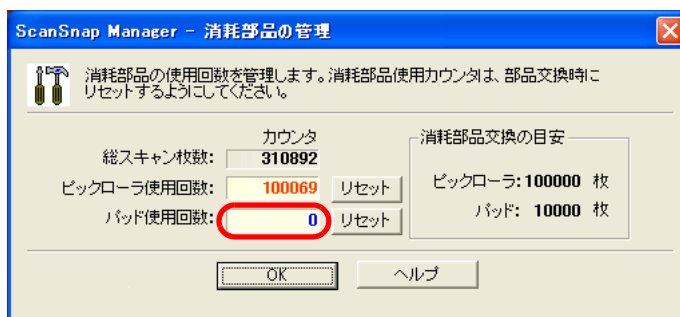 ScanSnap Manager - 消耗部品の管理
消耗部品の使用回数を管理します。消耗部品使用カウンタは、部品交換時に
リセットするようにしてください。
カウンタ
総スキャン枚数: 310892
ピックローラ使用回数: 100069 リセット
パッド使用回数: 0 リセット
消耗部品交換の目安
ピックローラ: 100000 枚
パッド: 10000 枚
OK ヘルプ